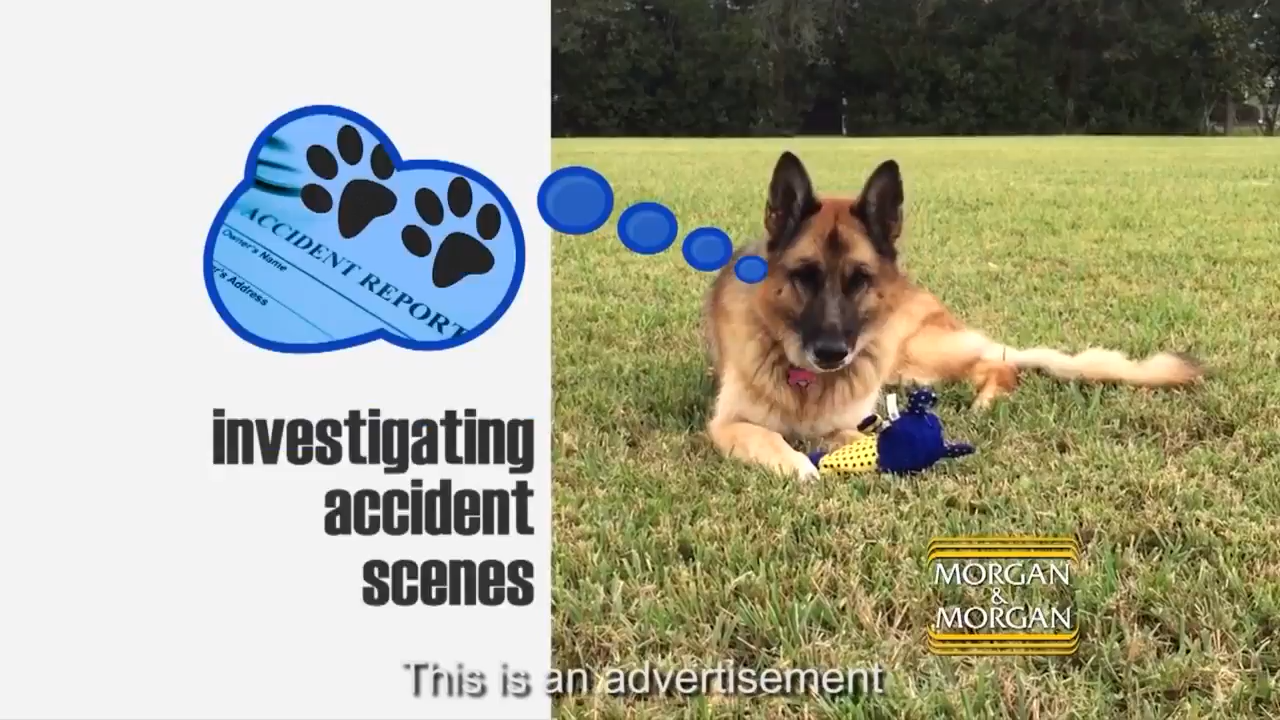 ACCIDENT REPORT
Owner's Name
r's Address
investigating
accident
scenes
MORGAN
&
MORGAN
This is an advertisement